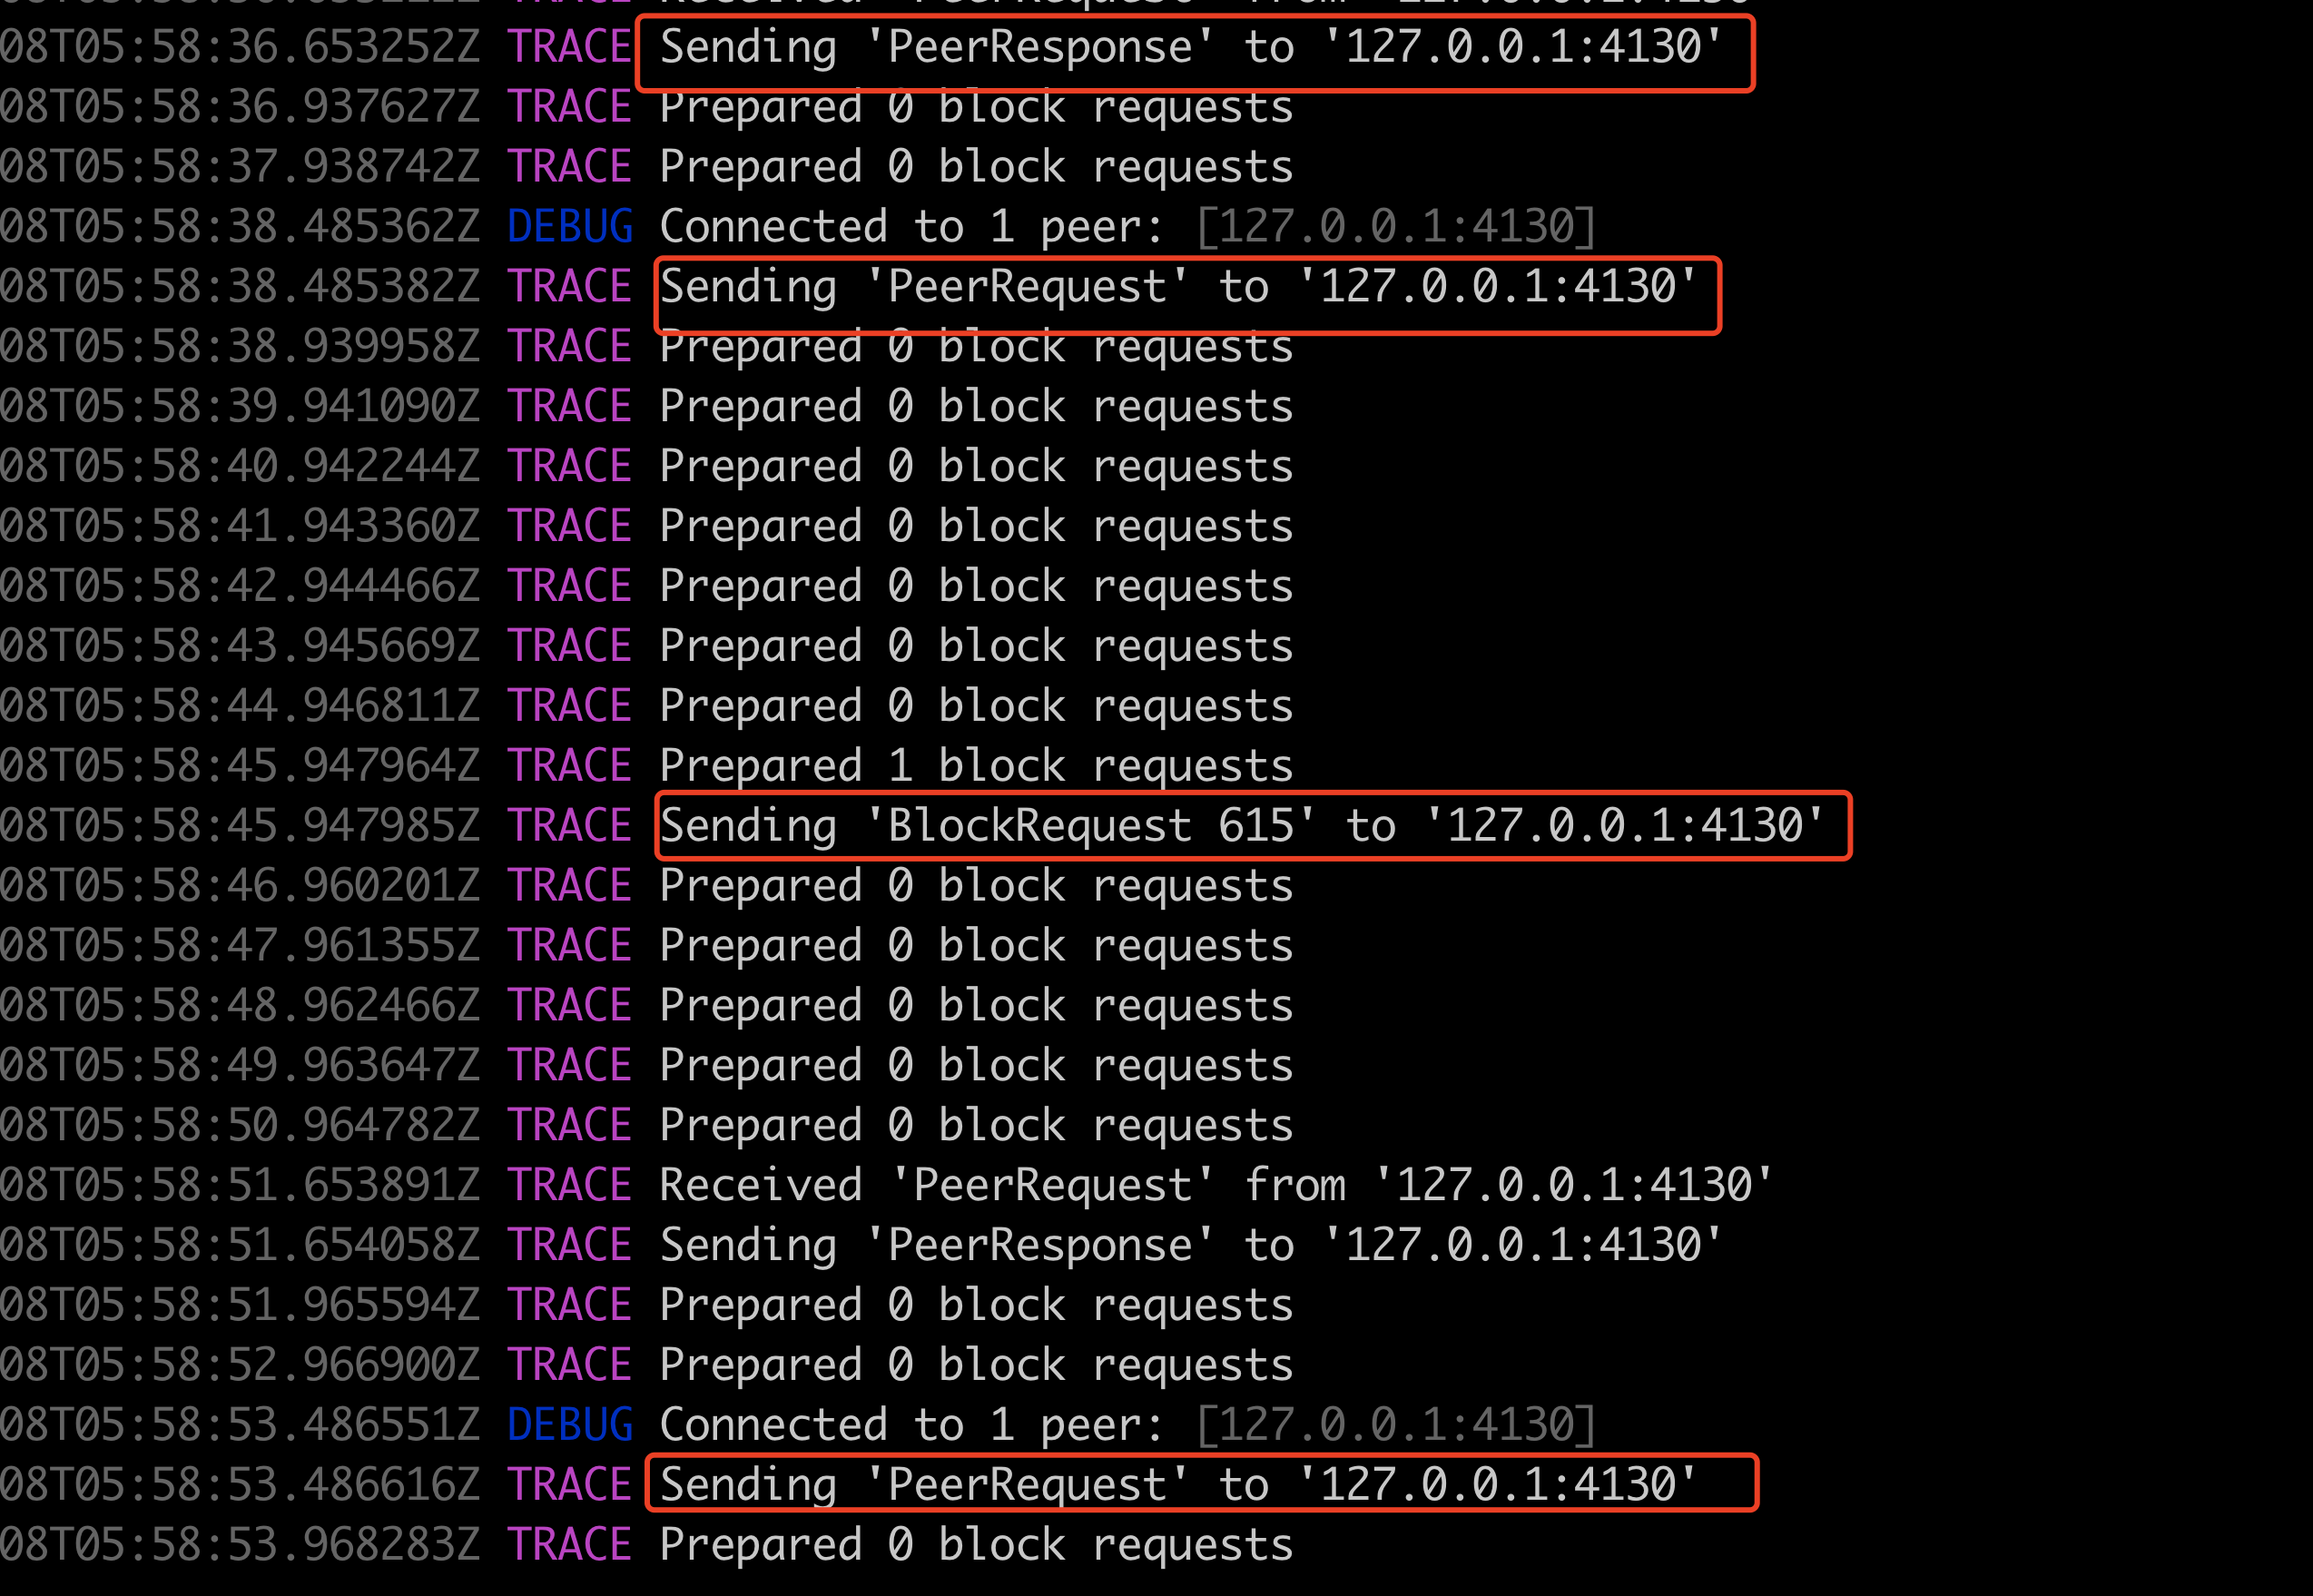 08T05:58:36.653252Z TRACE Sending 'PeerResponse' to '127.0.0.1:4130'
08T05:58:36.937627Z TRACE Prepared 0 block requests
08T05:58:37.938742Z TRACE Prepared 0 block requests
08T05:58:38.485362Z DEBUG Connected to 1 peer: [127.0.0.1:4130]
08T05:58:38.485382Z TRACE Sending 'PeerRequest' to '127.0.0.1:4130'
08T05:58:38.939958Z TRACE Prepared 0 block requests
08T05:58:39.941090Z TRACE Prepared 0 block requests
08T05:58:40.942244Z TRACE Prepared 0 block requests
08T05:58:41.943360Z TRACE Prepared 0 block requests
08T05:58:42.944466Z TRACE Prepared 0 block requests
08T05:58:43.945669Z TRACE Prepared 0 block requests
08T05:58:44.946811Z TRACE Prepared 0 block requests
08T05:58:45.947964Z TRACE Prepared 1 block requests
08T05:58:45.947985Z TRACE Sending 'BlockRequest 615' to '127.0.0.1:4130'
08T05:58:46.960201Z TRACE Prepared 0 block requests
08T05:58:47.961355Z TRACE Prepared 0 block requests
08T05:58:48.962466Z TRACE Prepared 0 block requests
08T05:58:49.963647Z TRACE Prepared 0 block requests
08T05:58:50.964782Z TRACE Prepared 0 block requests
08T05:58:51.653891Z TRACE Received 'PeerRequest' from '127.0.0.1:4130'
08T05:58:51.654058Z TRACE Sending 'PeerResponse' to '127.0.0.1:4130'
08T05:58:51.965594Z TRACE Prepared 0 block requests
08T05:58:52.966900Z TRACE Prepared 0 block requests
08T05:58:53.486551Z DEBUG Connected to 1 peer: [127.0.0.1:4130]
08T05:58:53.486616Z TRACE Sending 'PeerRequest' to '127.0.0.1:4130'
08T05:58:53.968283Z TRACE Prepared 0 block requests